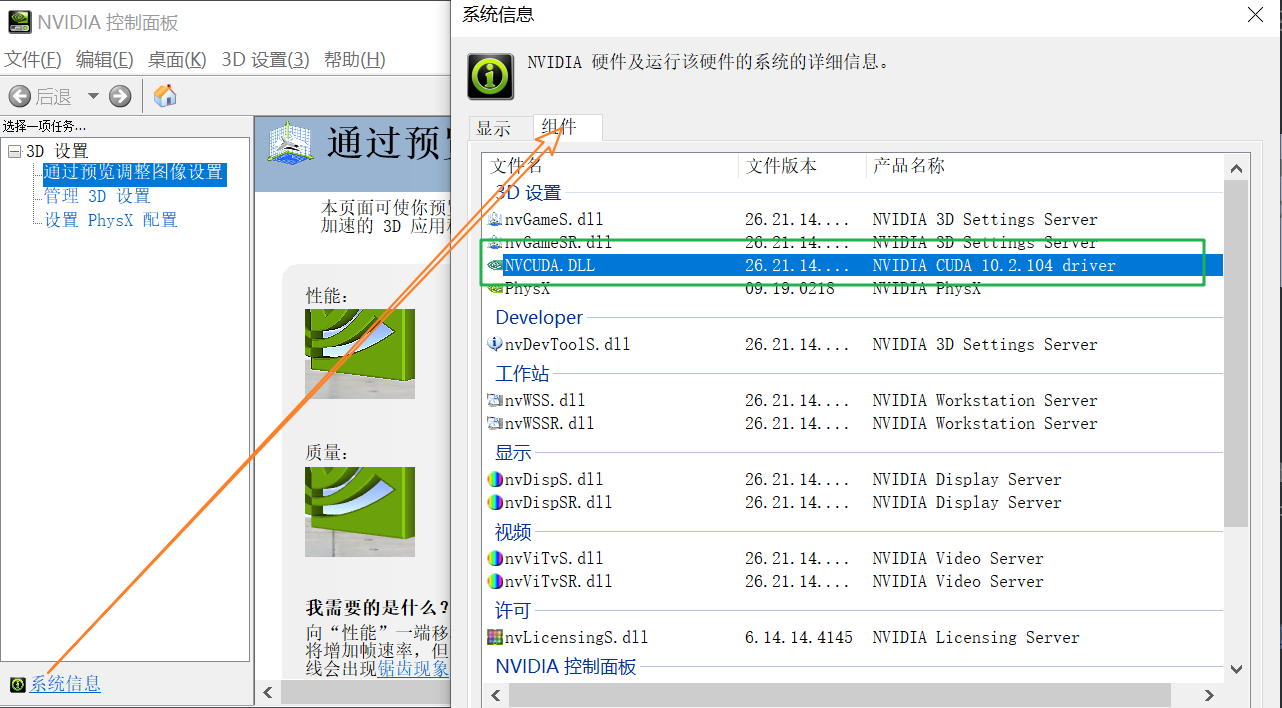 NVIDIA 控制面板
文件(F) 编辑(E) 桌面(K) 3D 设置(3) 帮助(H)
后退
选择一项任务...
3D 设置
通过预览调整图像设置
管理 3D 设置
设置 PhysX 配置
系统信息
通过预
本页面可使你预
加速的 3D 应用
性能:
质量:
我需要的是什么?
向“性能”一端移
将增加帧速率,但
线会出现锯齿现象
系统信息
NVIDIA 硬件及运行该硬件的系统的详细信息。
显示 组件
文件名 文件版本 产品名称
3D 设置
nvGameS.dll 26.21.14.... NVIDIA 3D Settings Server
nvGameSR.dll 26.21.14.... NVIDIA 3D Settings Server
NVCUDA.DLL 26.21.14.... NVIDIA CUDA 10.2.104 driver
PhysX 09.19.0218 NVIDIA PhysX
Developer
nvDevToolS.dll 26.21.14.... NVIDIA 3D Settings Server
工作站
nvWSS.dll 26.21.14.... NVIDIA Workstation Server
nvWSSR.dll 26.21.14.... NVIDIA Workstation Server
显示
nvDispS.dll 26.21.14.... NVIDIA Display Server
nvDispSR.dll 26.21.14.... NVIDIA Display Server
视频
nvViTvS.dll 26.21.14.... NVIDIA Video Server
nvViTvSR.dll 26.21.14.... NVIDIA Video Server
许可
nvLicensingS.dll 6.14.14.4145 NVIDIA Licensing Server
NVIDIA 控制面板